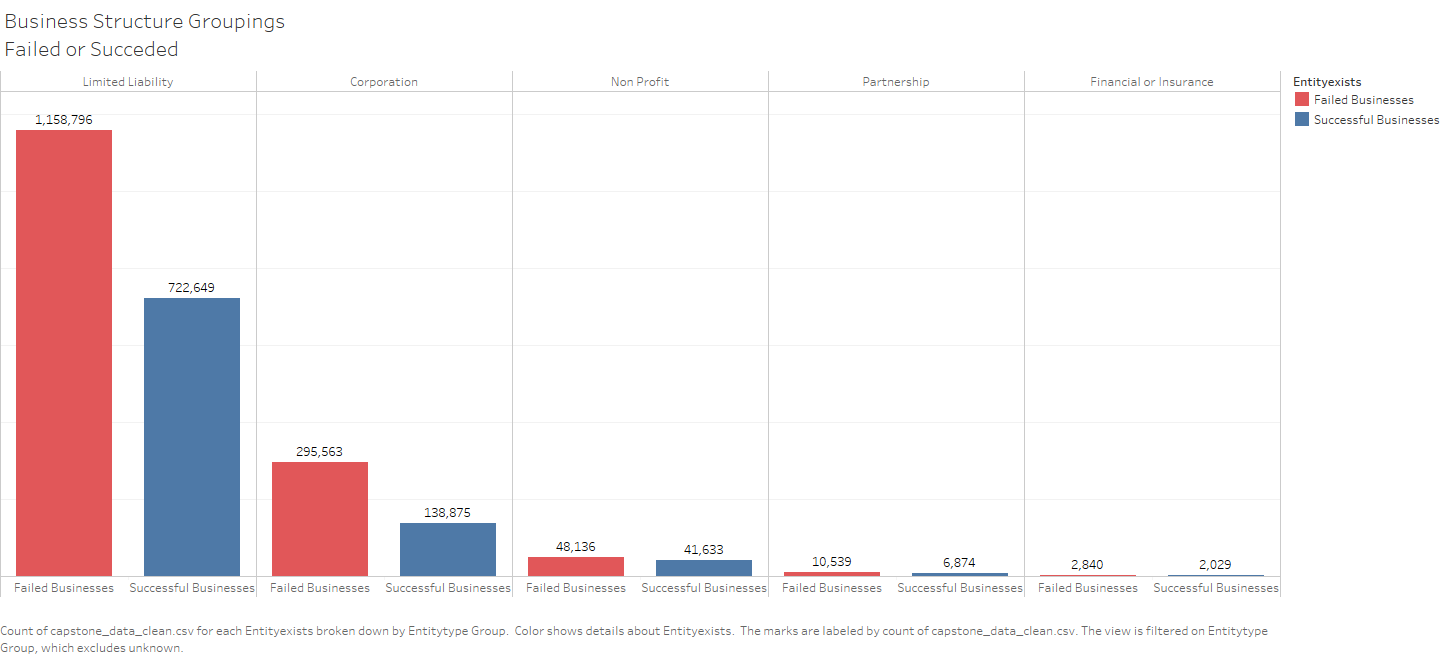 Business Structure Groupings
Failed or Succeded
Limited Liability
Corporation
Non Profit
Partnership
Financial or Insurance
Entityexists
Failed Businesses
Successful Businesses
1,158,796
722,649
295,563
138,875
48,136
41,633
10,539
6,874
2,840
2,029
Failed Businesses
Successful Businesses
Failed Businesses
Successful Businesses
Failed Businesses
Successful Businesses
Failed Businesses
Successful Businesses
Failed Businesses
Successful Businesses
Count of capstone_data_clean.csv for each Entityexists broken down by Entitytype Group. Color shows details about Entityexists. The marks are labeled by count of capstone_data_clean.csv. The view is filtered on Entitytype
Group, which excludes unknown.